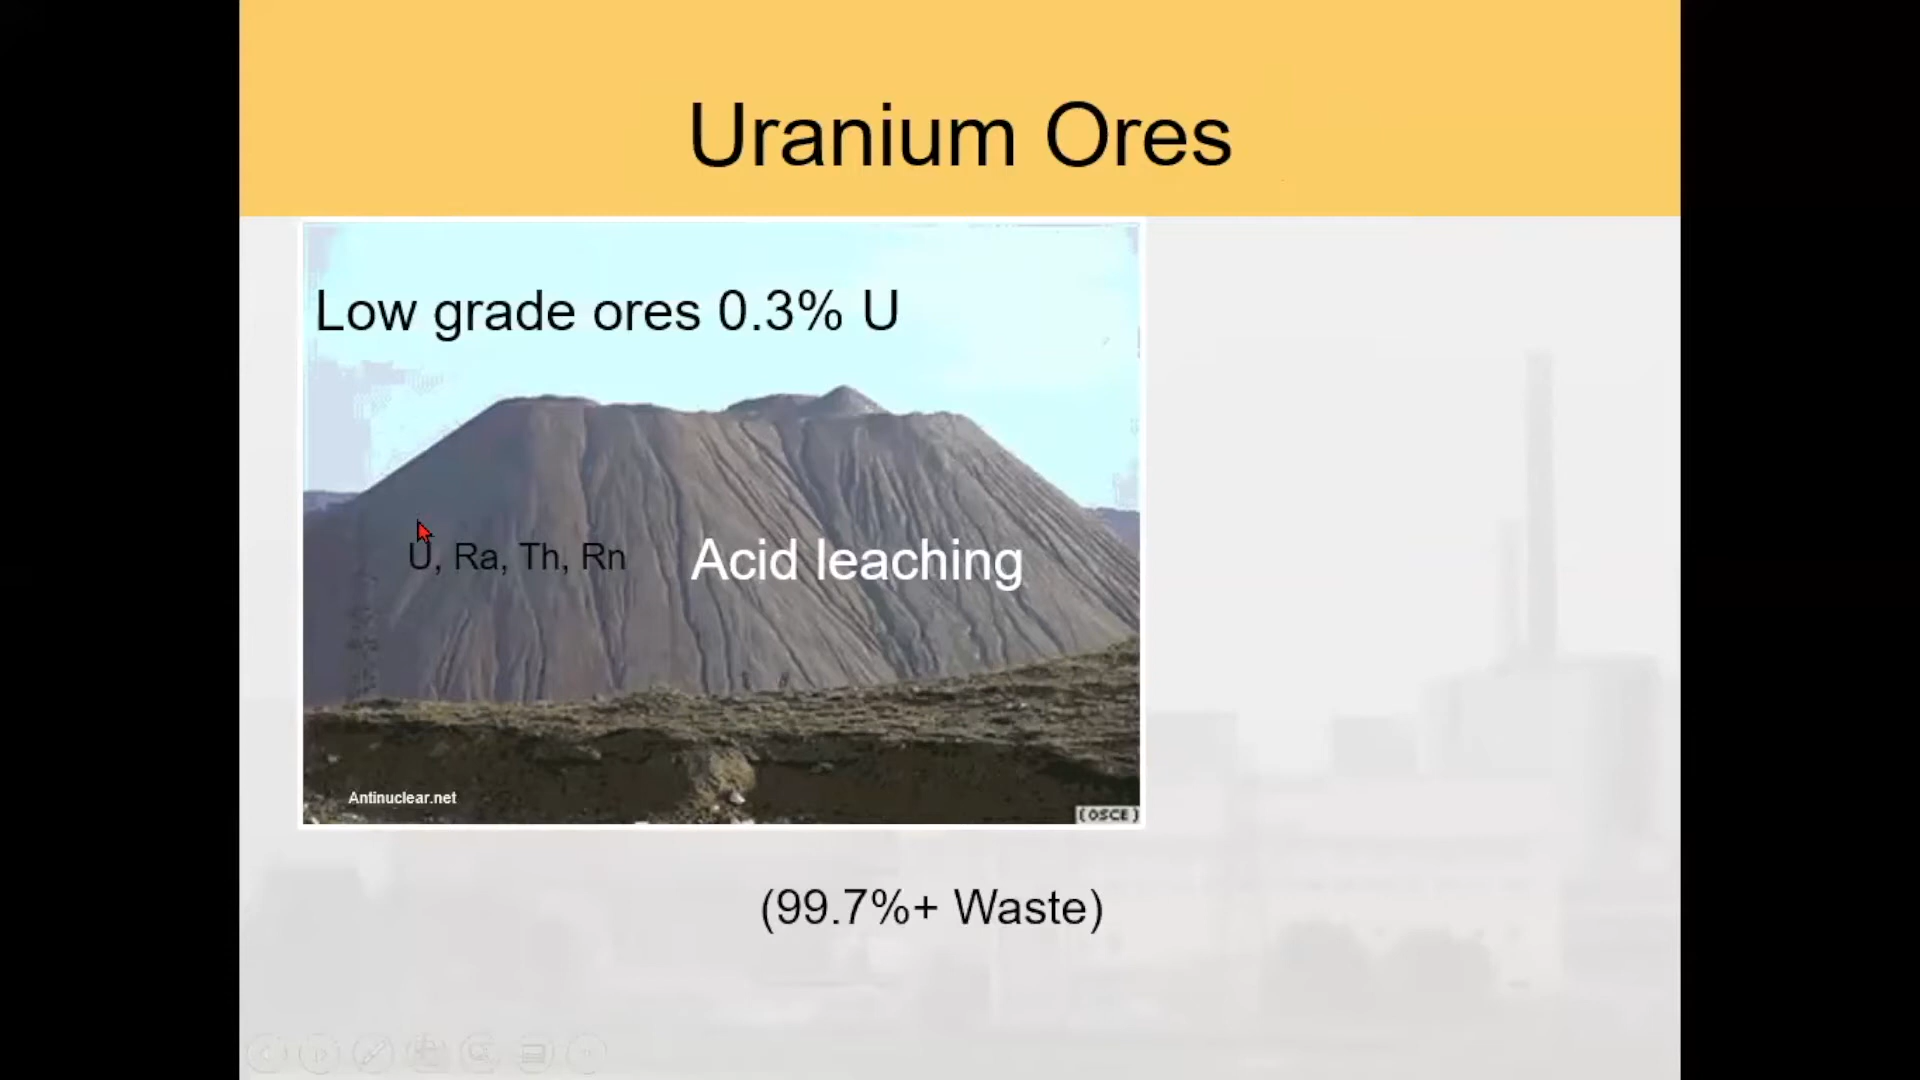 Uranium Ores
Low grade ores 0.3% U
U, Ra, Th, Rn
Acid leaching
Antinuclear.net
(OSCE)
(99.7%+ Waste)